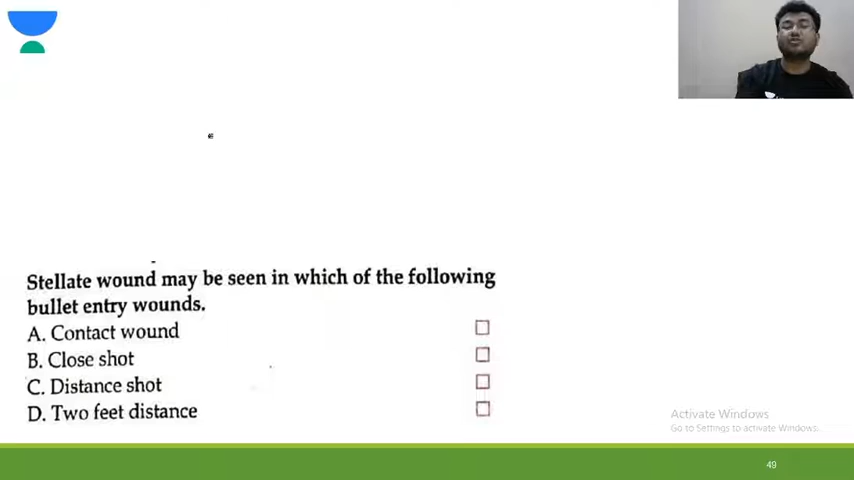 Stellate wound may be seen in which of the following
bullet entry wounds.
A. Contact wound
B. Close shot
C. Distance shot
D. Two feet distance
Activate Windows
Go to Settings to activate Windows.
49